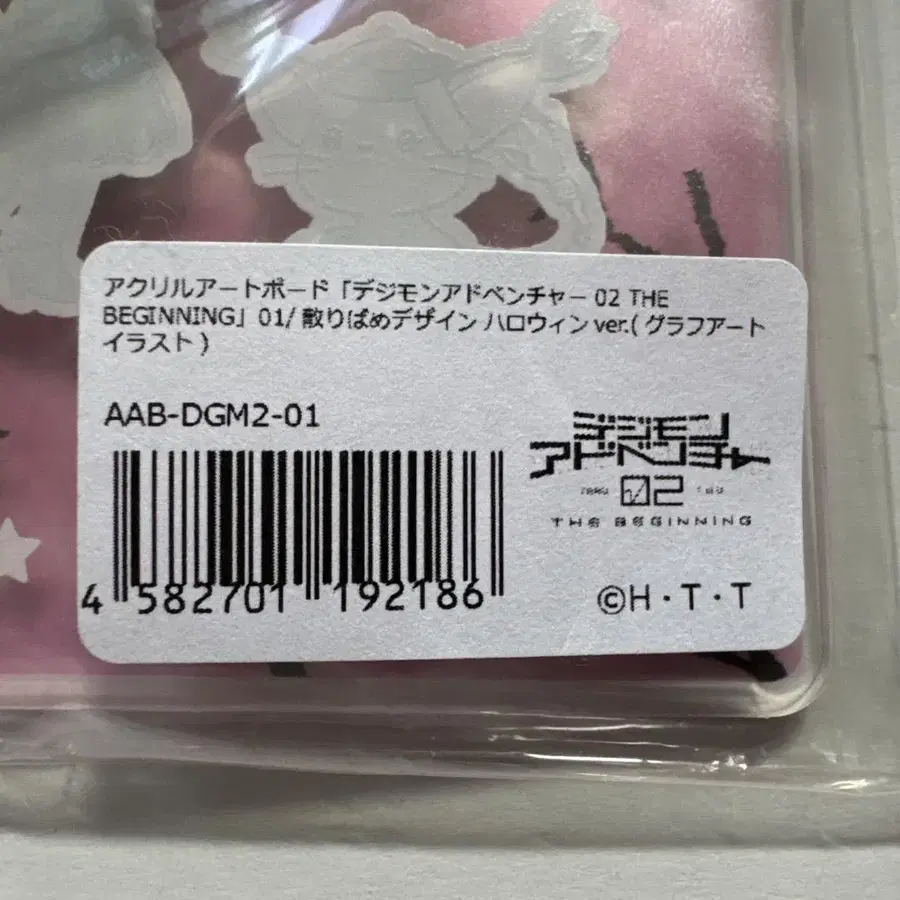 アクリルアートボード「デジモンアドベンチャー 02 THE
BEGINNING」01/ 散りばめデザイン ハロウィン ver.( グラフアート
イラスト )
AAB-DGM2-01
デジモン
アドベンチャー
02
THE BEGINNING
4 582701 192186
©H・T・T